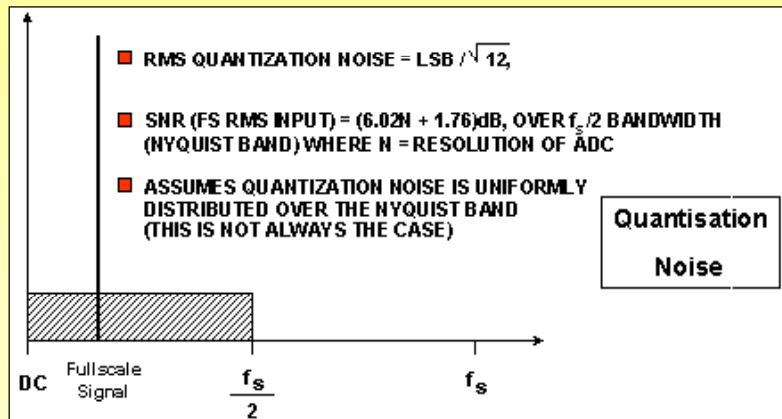 RMS QUANTIZATION NOISE = LSB / √12,
SNR (FS RMS INPUT) = (6.02N + 1.76)dB, OVER fs/2 BANDWIDTH
(NYQUIST BAND) WHERE N = RESOLUTION OF ADC
ASSUMES QUANTIZATION NOISE IS UNIFORMLY
DISTRIBUTED OVER THE NYQUIST BAND
(THIS IS NOT ALWAYS THE CASE)
Quantisation
Noise
DC
Fullscale
Signal
fs
2
fs